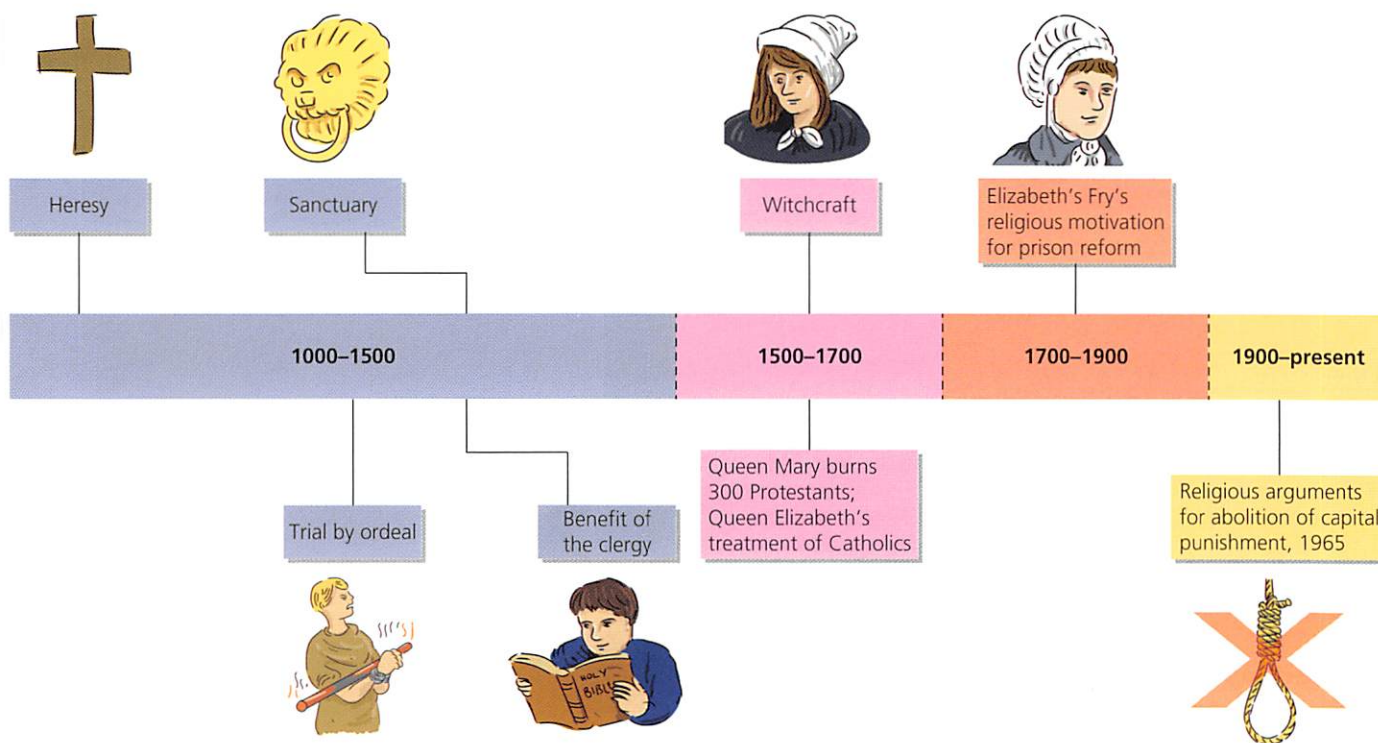 Heresy
Sanctuary
Witchcraft
Elizabeth's Fry's
religious motivation
for prison reform
1000–1500
1500–1700
1700–1900
1900–present
Trial by ordeal
Benefit of
the clergy
Queen Mary burns
300 Protestants;
Queen Elizabeth's
treatment of Catholics
Religious arguments
for abolition of capital
punishment, 1965
HOLY
BIBLE